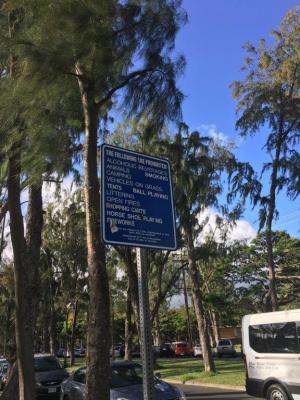 THE FOLLOWING ARE PROHIBITED
ALCOHOLIC BEVERAGES
ANIMALS SMOKING
CAMPING
VEHICLES ON GRASS
TENTS BALL PLAYING
LITTERING
OPEN FIRES
SHOPPING CARTS
HORSE SHOE PLAYING
FIREWORKS